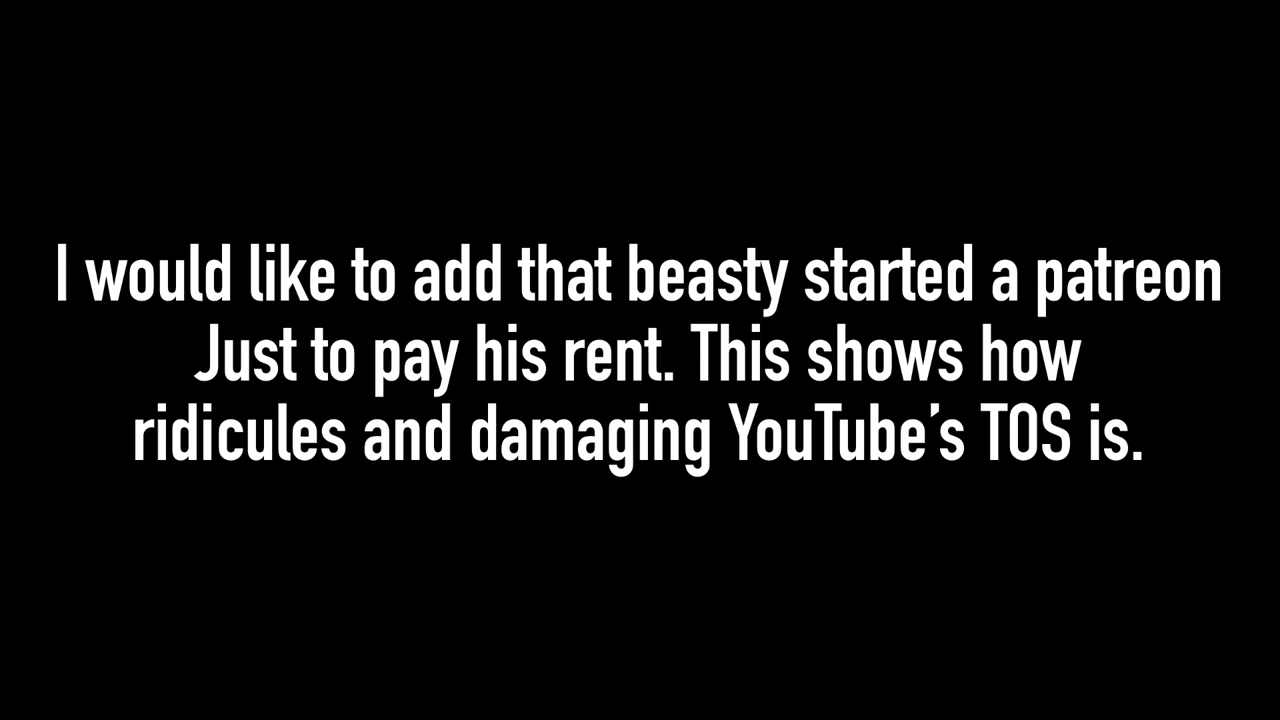 I would like to add that beasty started a patreon
Just to pay his rent. This shows how
ridicules and damaging YouTube’s TOS is.